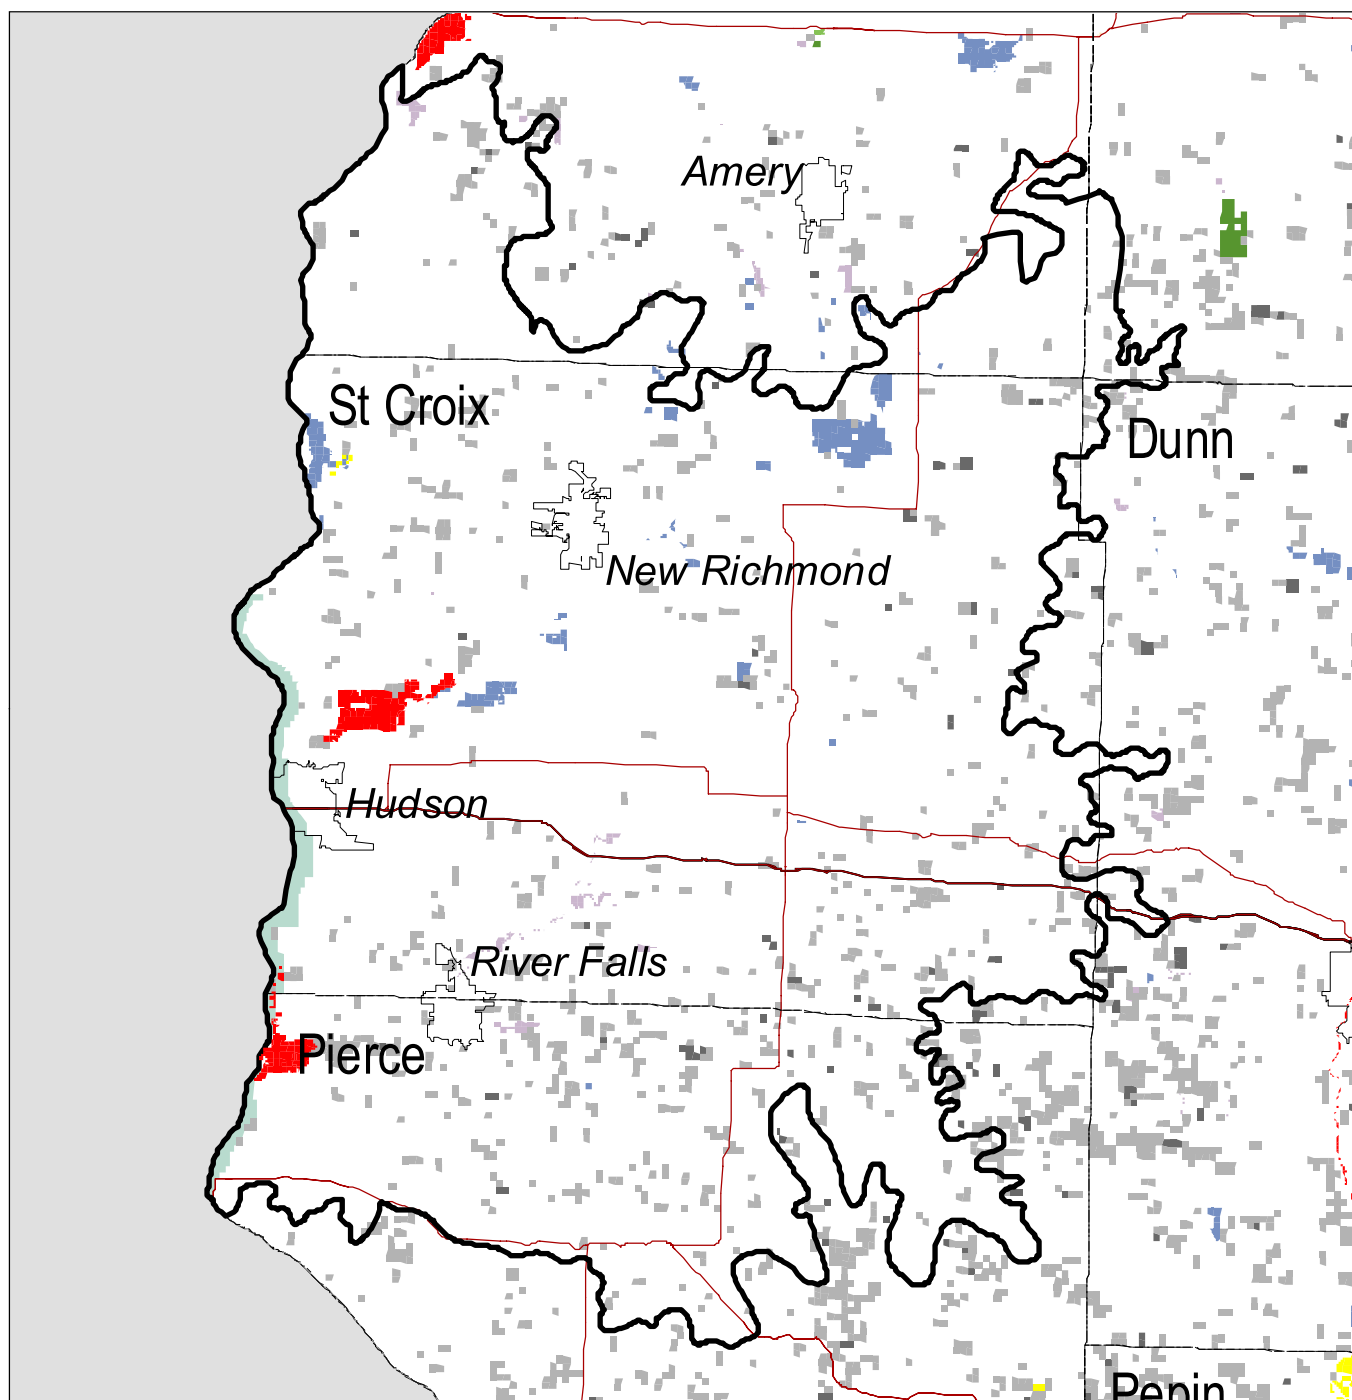 Amery
St Croix
Dunn
New Richmond
Hudson
River Falls
Pierce
Pepin